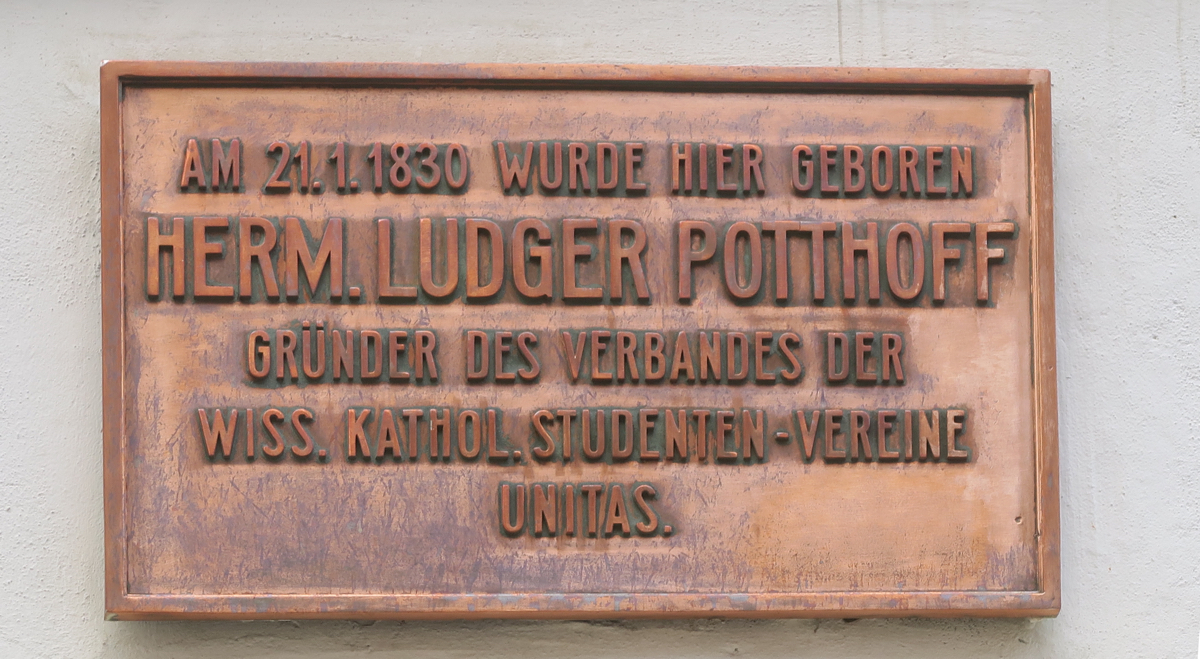 AM 21.1.1830 WURDE HIER GEBOREN
HERM. LUDGER POTTHOFF
GRÜNDER DES VERBANDES DER
WISS. KATHOL. STUDENTEN-VEREINE
UNITAS.